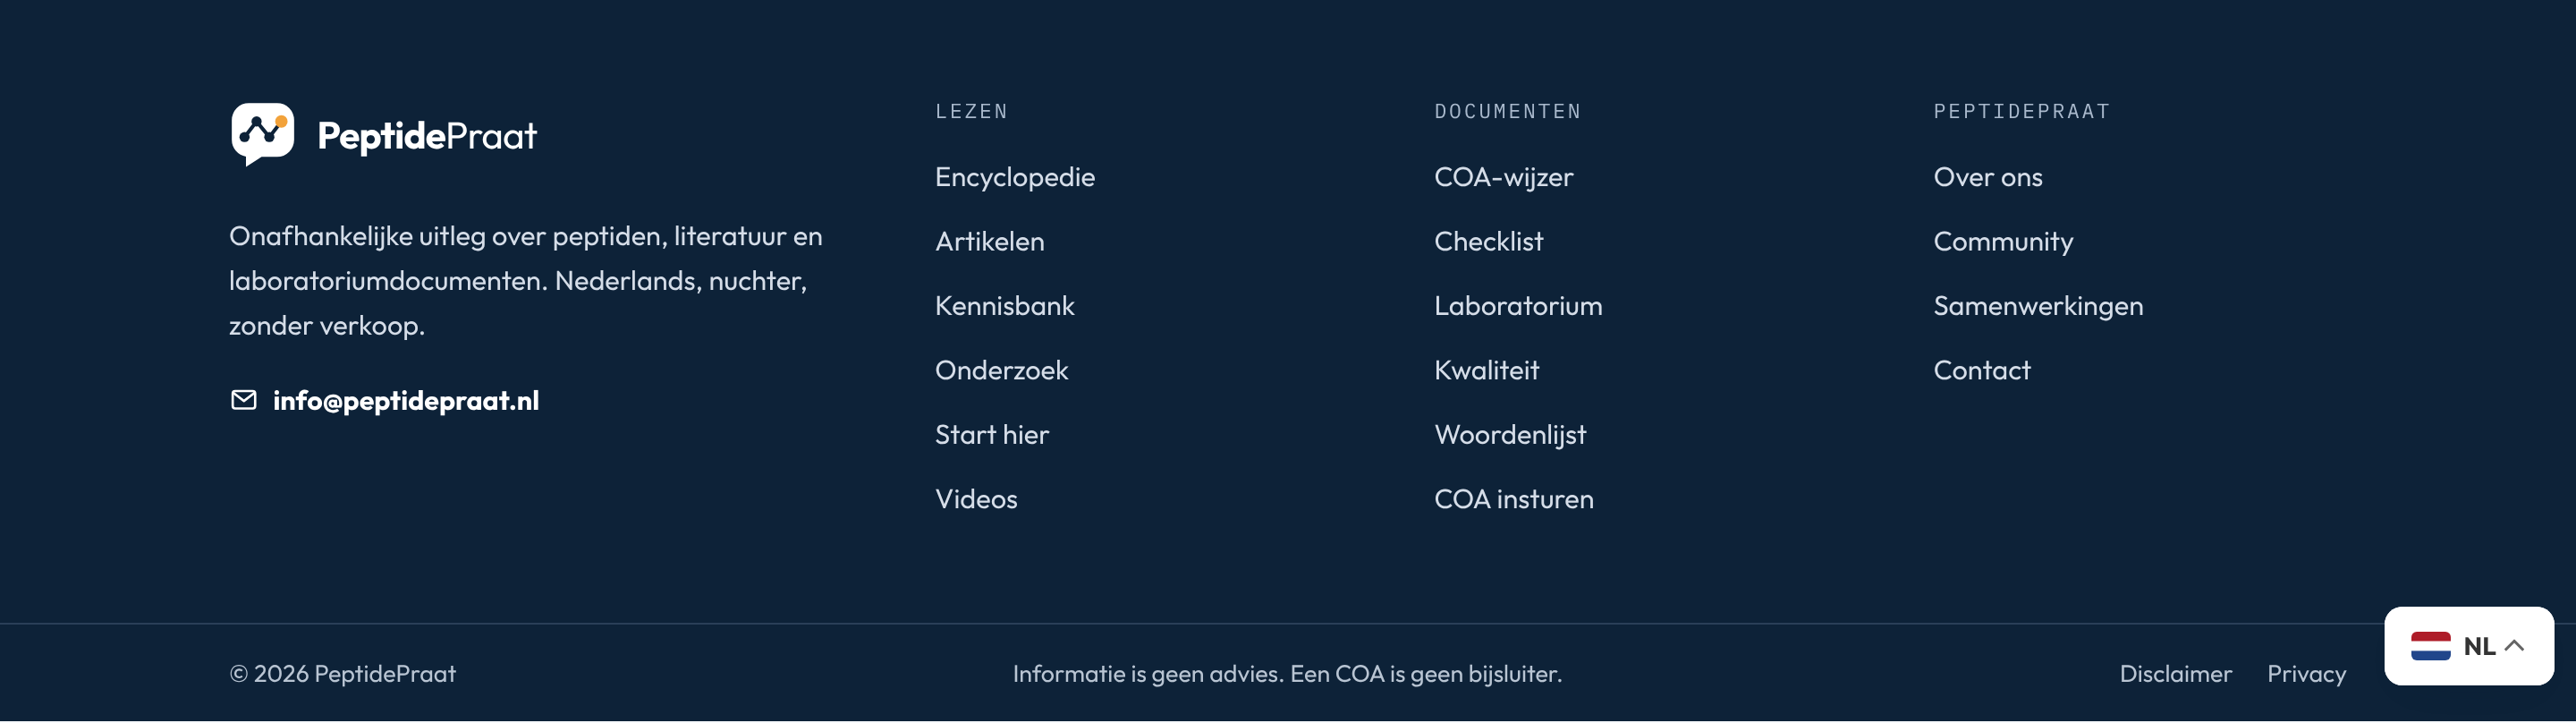 PeptidePraat
Onafhankelijke uitleg over peptiden, literatuur en
laboratoriumdocumenten. Nederlands, nuchter,
zonder verkoop.
info@peptidepraat.nl
LEZEN
Encyclopedie
Artikelen
Kennisbank
Onderzoek
Start hier
Videos
DOCUMENTEN
COA-wijzer
Checklist
Laboratorium
Kwaliteit
Woordenlijst
COA insturen
PEPTIDEPRAAT
Over ons
Community
Samenwerkingen
Contact
© 2026 PeptidePraat
Informatie is geen advies. Een COA is geen bijsluiter.
Disclaimer
Privacy
NL